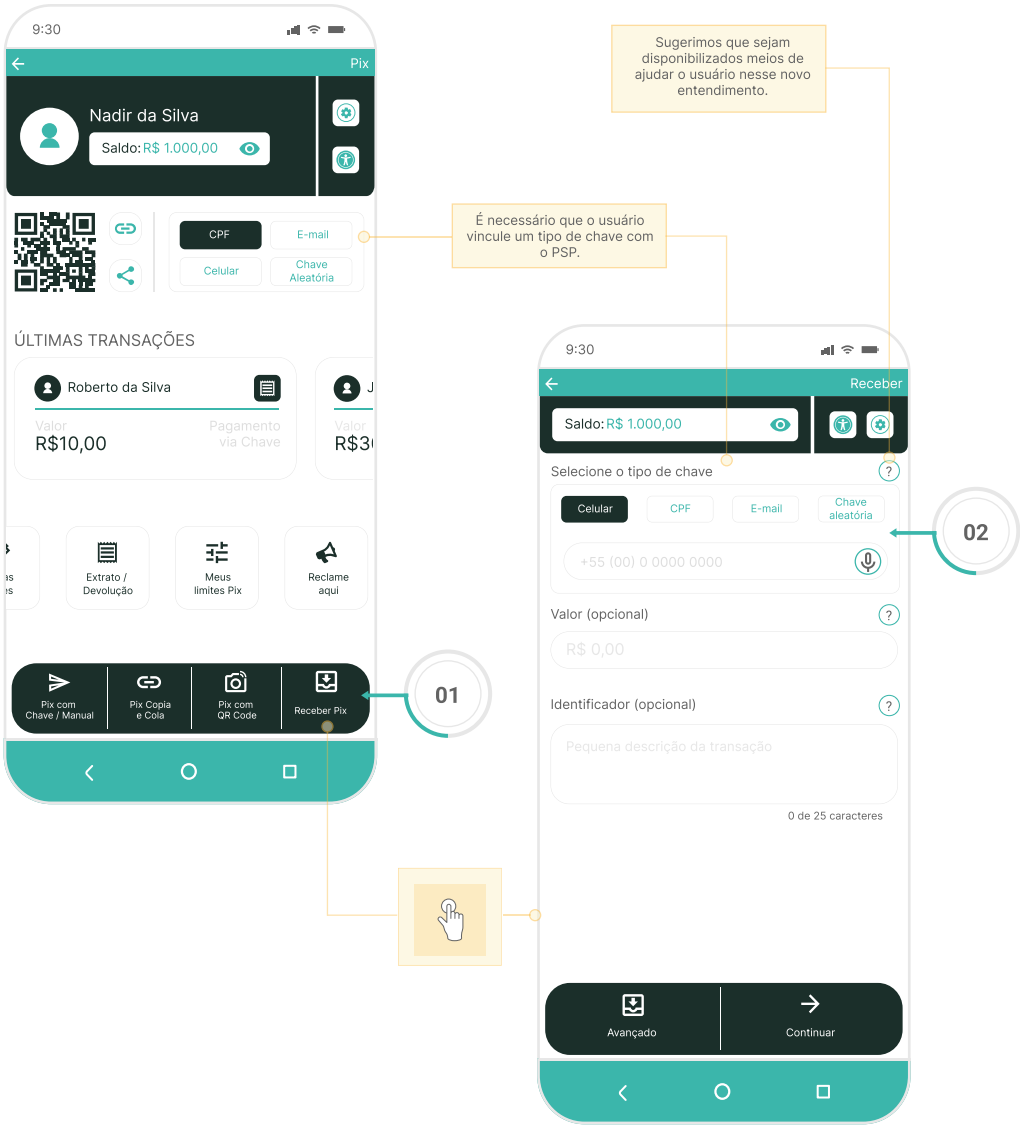 9:30
Pix
Nadir da Silva
Saldo: R$ 1.000,00
CPF
E-mail
Celular
Chave
Aleatória
ÚLTIMAS TRANSAÇÕES
Roberto da Silva
J
Valor
Pagamento
R$10,00
via Chave
Valor
R$3
as
es
Extrato /
Devolução
Meus
limites Pix
Reclame
aqui
Pix com
Chave / Manual
Pix Copia
e Cola
Pix com
QR Code
Receber Pix
01
Sugerimos que sejam
disponibilizados meios de
ajudar o usuário nesse novo
entendimento.
É necessário que o usuário
vincule um tipo de chave com
o PSP.
9:30
Receber
Saldo: R$ 1.000,00
Selecione o tipo de chave
?
Celular
CPF
E-mail
Chave
aleatória
02
+55 (00) 0 0000 0000
Valor (opcional)
?
R$ 0,00
Identificador (opcional)
?
Pequena descrição da transação
0 de 25 caracteres
Avançado
Continuar